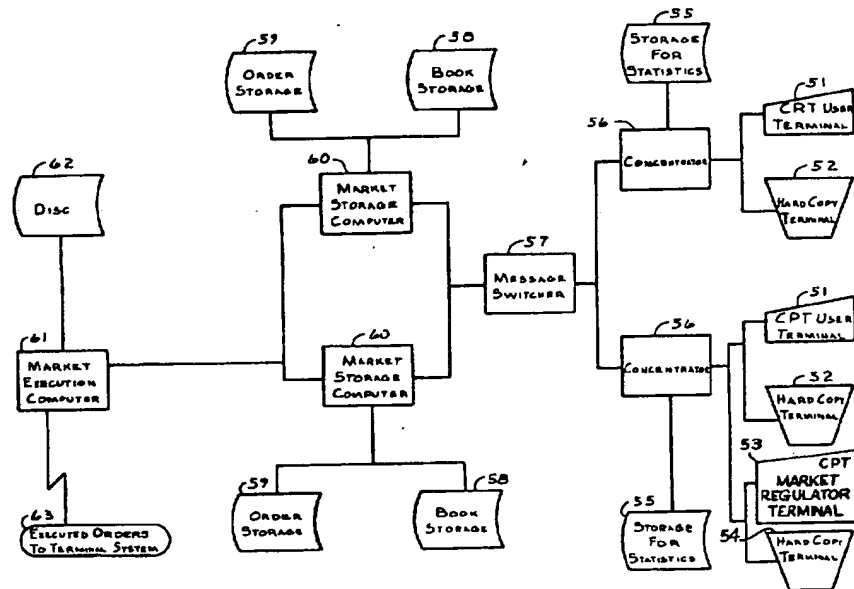 59
ORDER
STORAGE
58
BOOK
STORAGE
55
STORAGE
FOR
STATISTICS
51
CRT USER
TERMINAL
56
CONCENTRATOR
52
HARD COPY
TERMINAL
62
DISC
60
MARKET
STORAGE
COMPUTER
57
MESSAGE
SWITCHER
51
CPT USER
TERMINAL
56
CONCENTRATOR
52
HARD COPY
TERMINAL
61
MARKET
EXECUTION
COMPUTER
60
MARKET
STORAGE
COMPUTER
53
CPT
MARKET
REGULATOR
TERMINAL
63
EXECUTED ORDERS
TO TERMINAL SYSTEM
59
ORDER
STORAGE
58
BOOK
STORAGE
55
STORAGE
FOR
STATISTICS
54
HARD COPY
TERMINAL